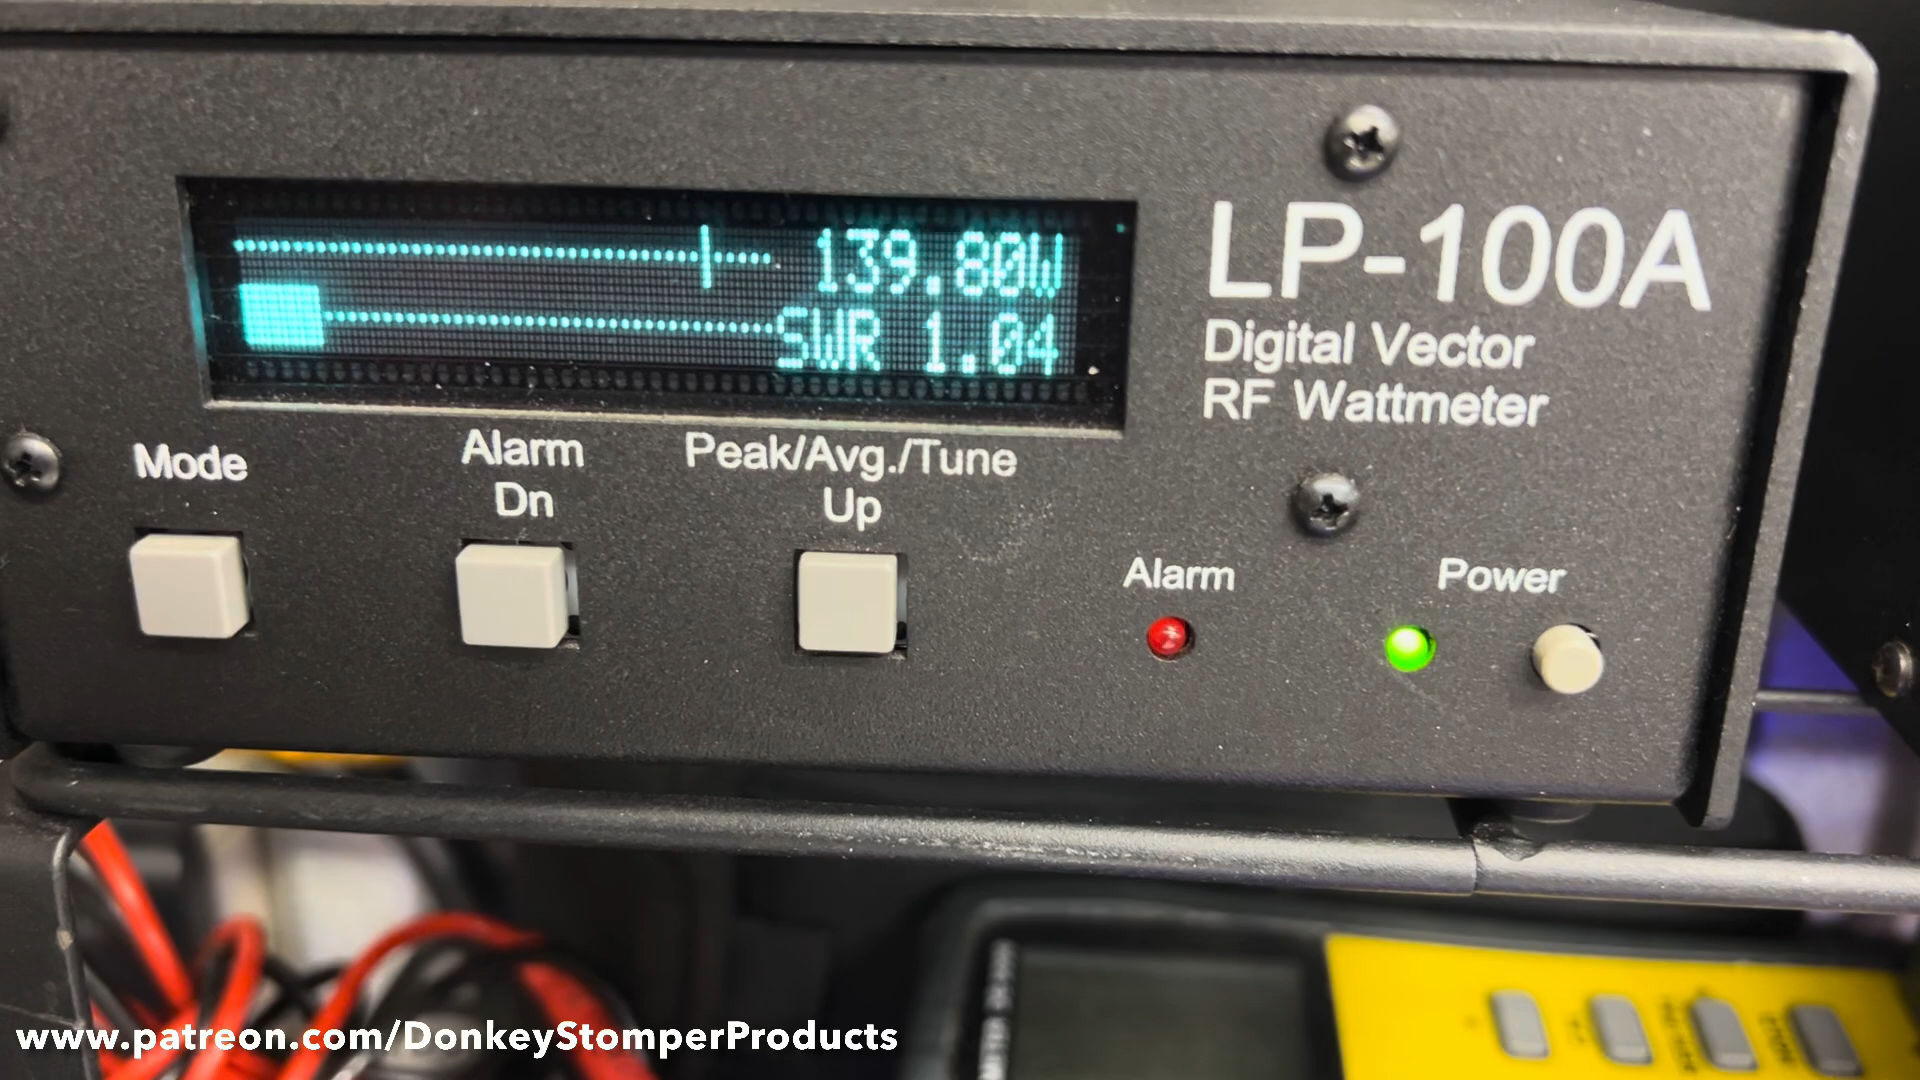 139.80W
SWR 1.04
LP-100A
Digital Vector
RF Wattmeter
Mode
Alarm
Dn
Peak/Avg./Tune
Up
Alarm
Power
www.patreon.com/DonkeyStomperProducts